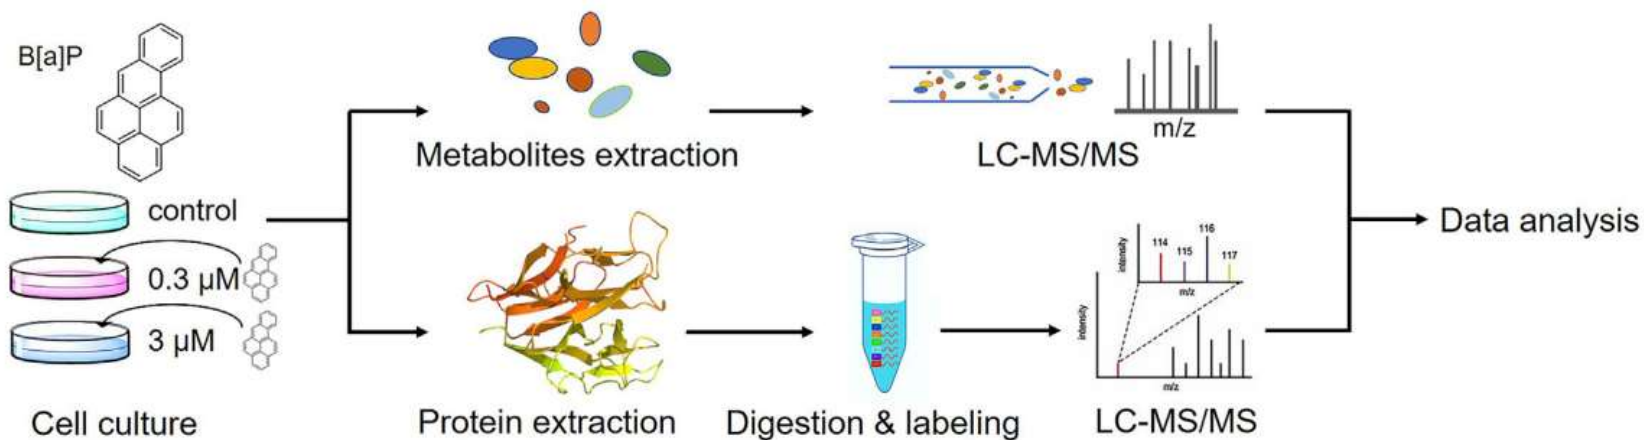 B[a]P
control
0.3 µM
3 µM
Cell culture
Metabolites extraction
m/z
LC-MS/MS
Protein extraction
Digestion & labeling
intensity
114
115
116
117
m/z
intensity
m/z
LC-MS/MS
Data analysis